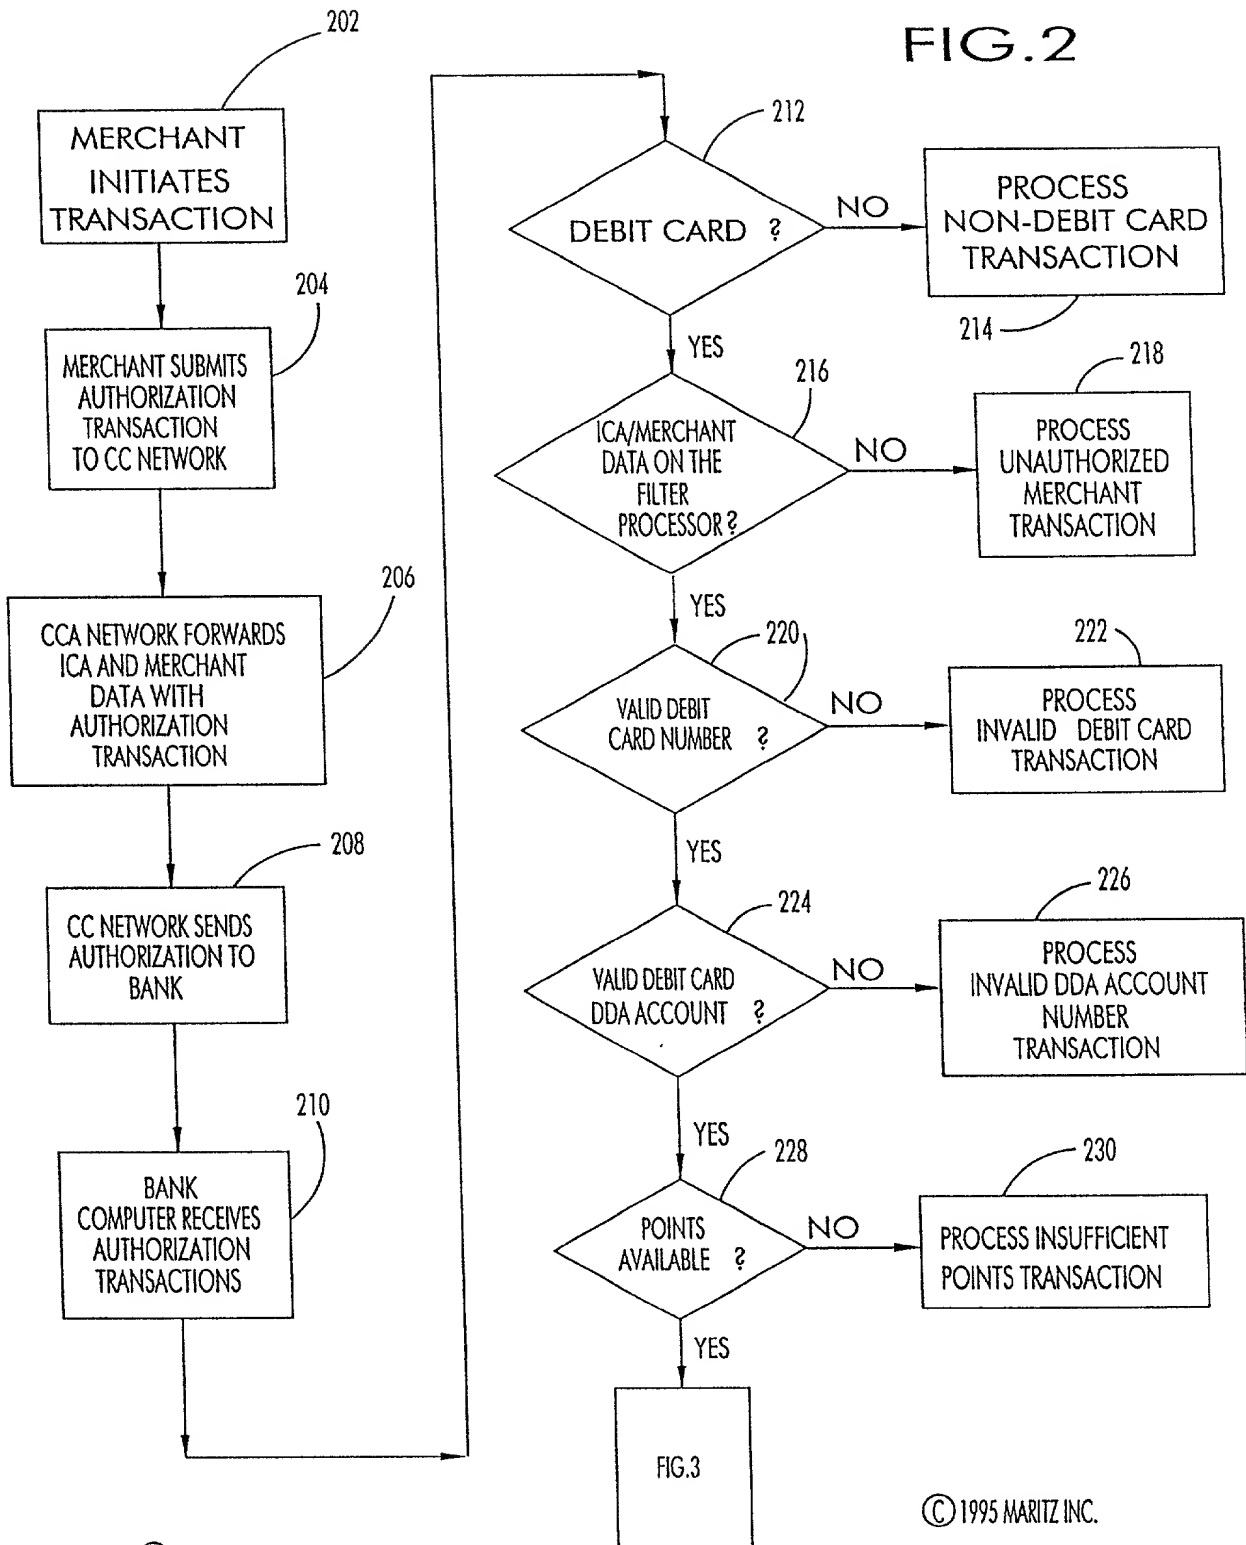 FIG.2
202
MERCHANT
INITIATES
TRANSACTION
204
MERCHANT SUBMITS
AUTHORIZATION
TRANSACTION
TO CC NETWORK
206
CCA NETWORK FORWARDS
ICA AND MERCHANT
DATA WITH
AUTHORIZATION
TRANSACTION
208
CC NETWORK SENDS
AUTHORIZATION TO
BANK
210
BANK
COMPUTER RECEIVES
AUTHORIZATION
TRANSACTIONS
212
DEBIT CARD ?
NO
PROCESS
NON-DEBIT CARD
TRANSACTION
214
YES
216
ICA/MERCHANT
DATA ON THE
FILTER
PROCESSOR?
NO
218
PROCESS
UNAUTHORIZED
MERCHANT
TRANSACTION
YES
220
VALID DEBIT
CARD NUMBER ?
NO
222
PROCESS
INVALID DEBIT CARD
TRANSACTION
YES
224
VALID DEBIT CARD
DDA ACCOUNT ?
NO
226
PROCESS
INVALID DDA ACCOUNT
NUMBER
TRANSACTION
YES
228
POINTS
AVAILABLE ?
NO
230
PROCESS INSUFFICIENT
POINTS TRANSACTION
YES
FIG.3
© 1995 MARITZ INC.